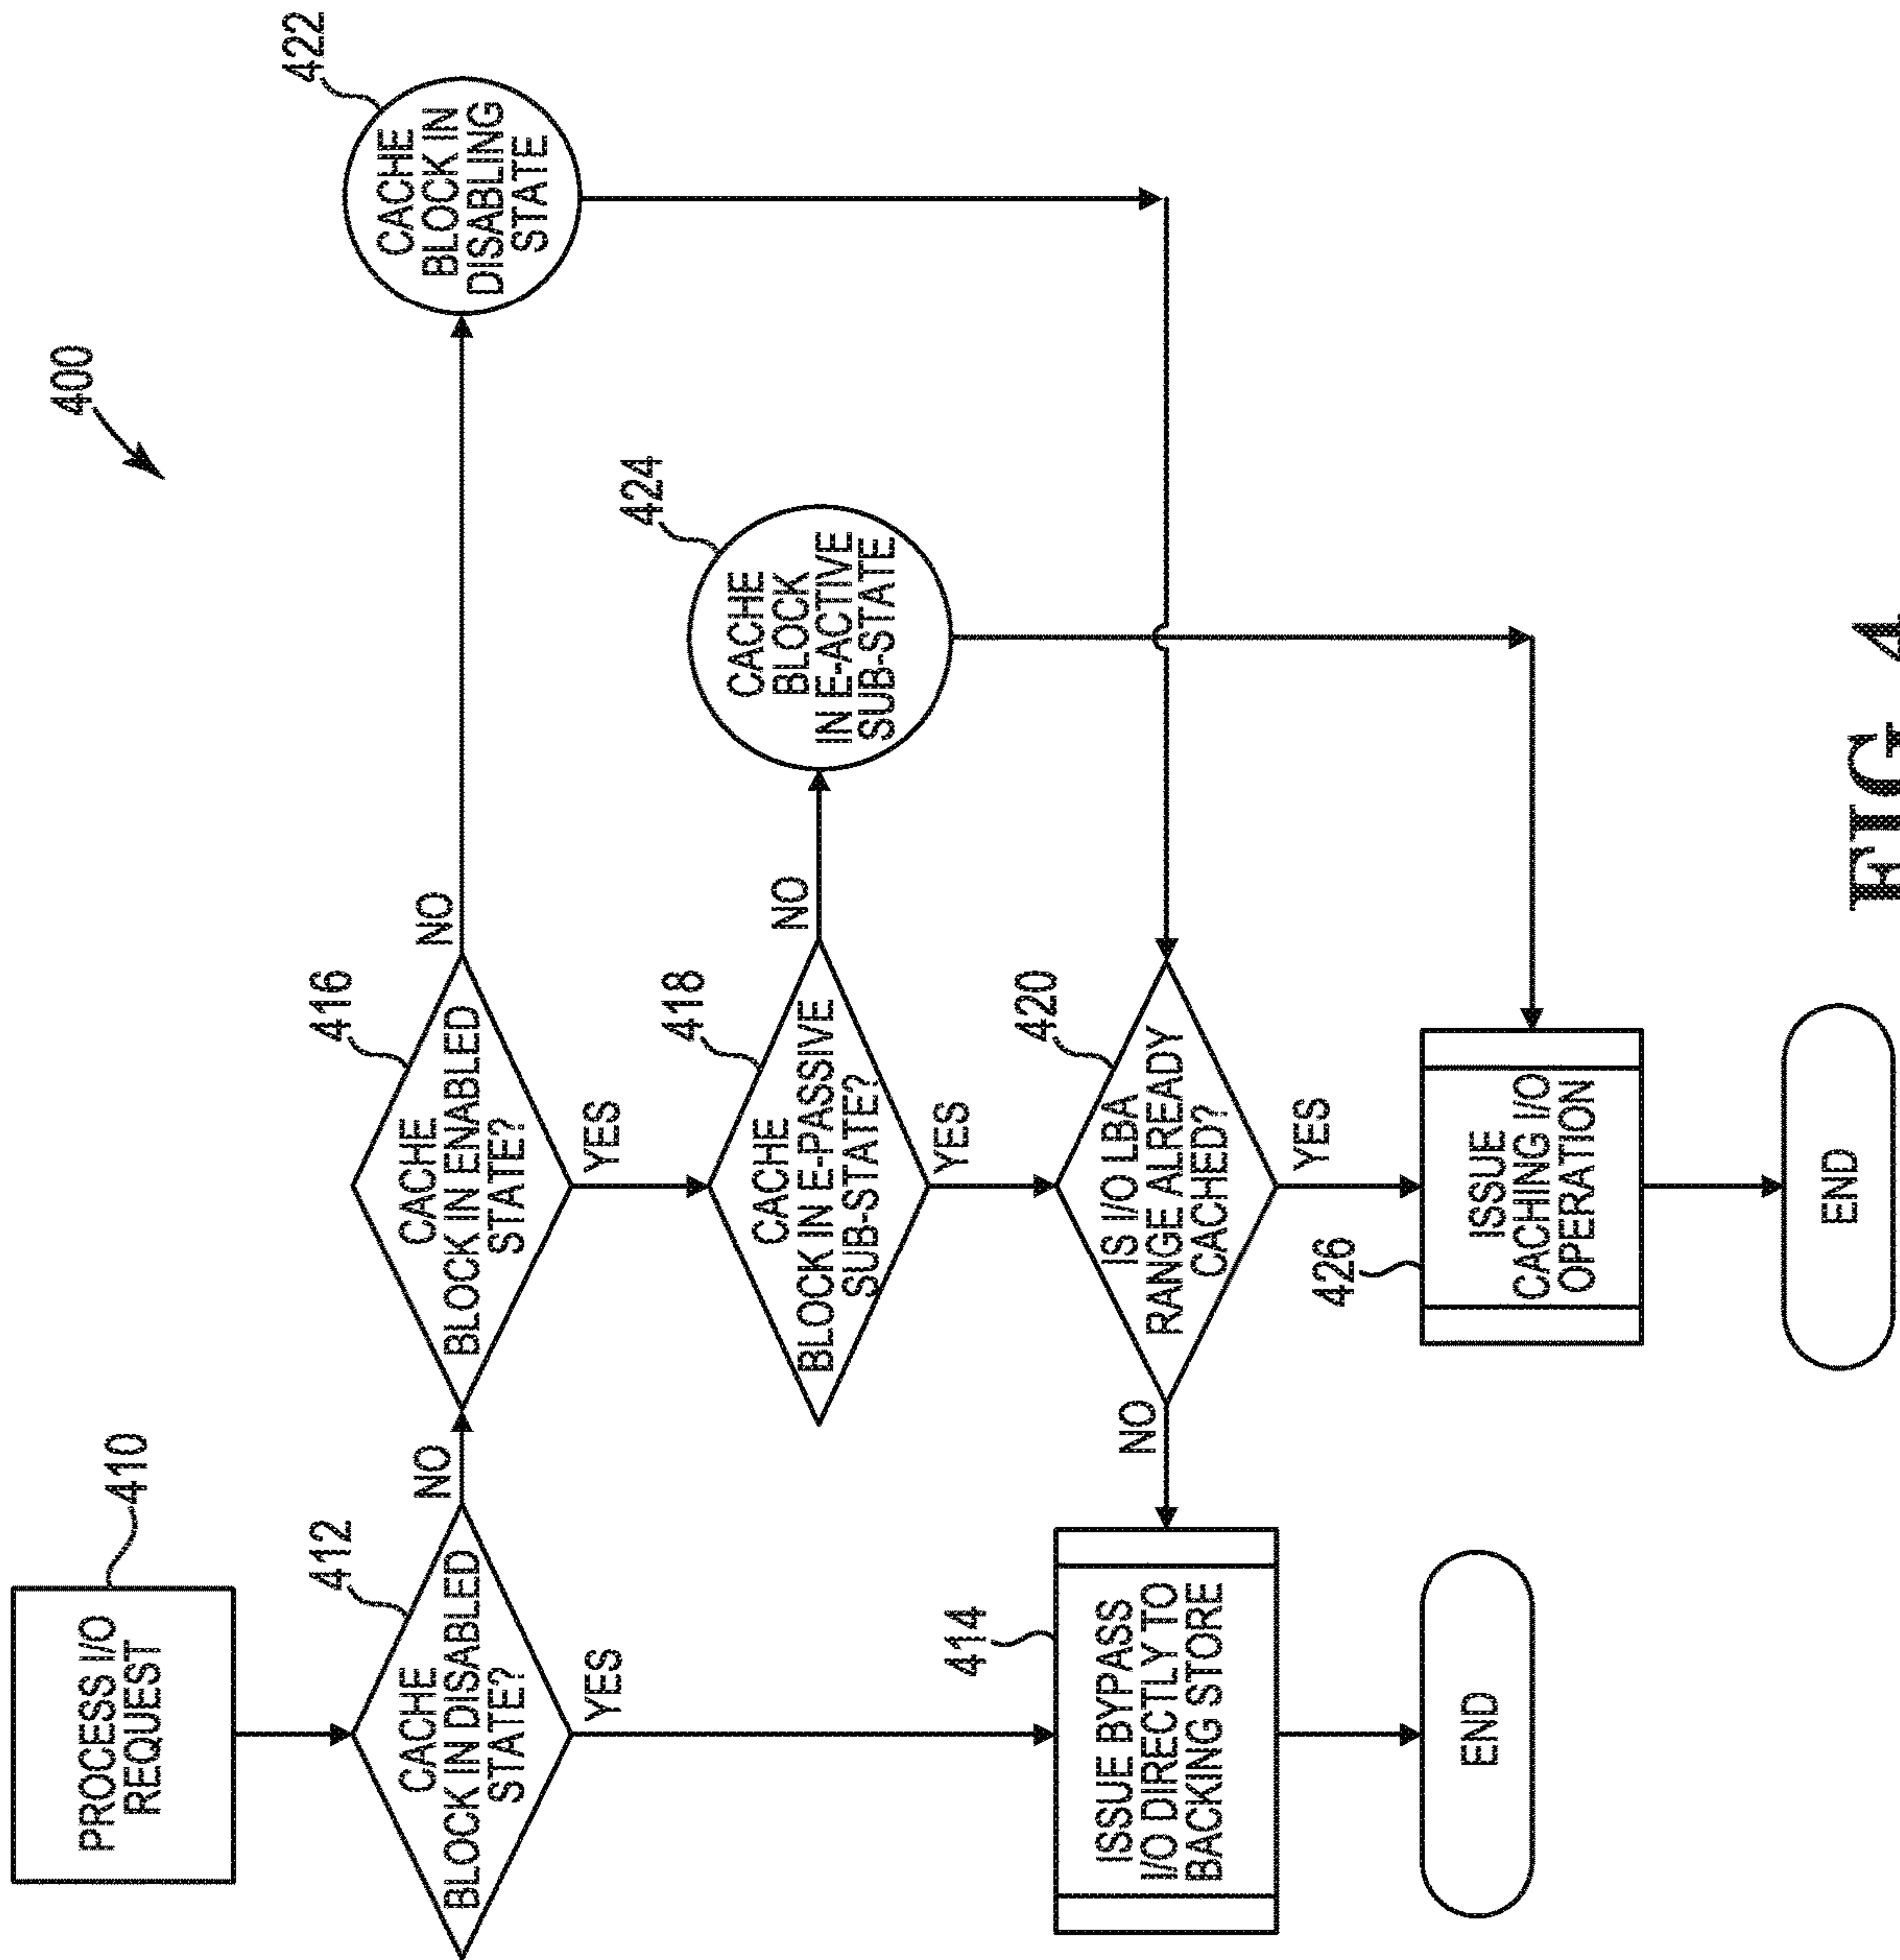 400
PROCESS I/O
REQUEST
410
CACHE
BLOCK IN DISABLED
STATE?
412
NO
YES
CACHE
BLOCK IN ENABLED
STATE?
416
NO
YES
CACHE
BLOCK IN
DISABLING
STATE
422
CACHE
BLOCK IN E-PASSIVE
SUB-STATE?
418
NO
YES
CACHE
BLOCK
IN E-ACTIVE
SUB-STATE
424
ISSUE BYPASS
I/O DIRECTLY TO
BACKING STORE
414
NO
IS I/O LBA
RANGE ALREADY
CACHED?
420
YES
ISSUE
CACHING I/O
OPERATION
426
END
END
FIG 4